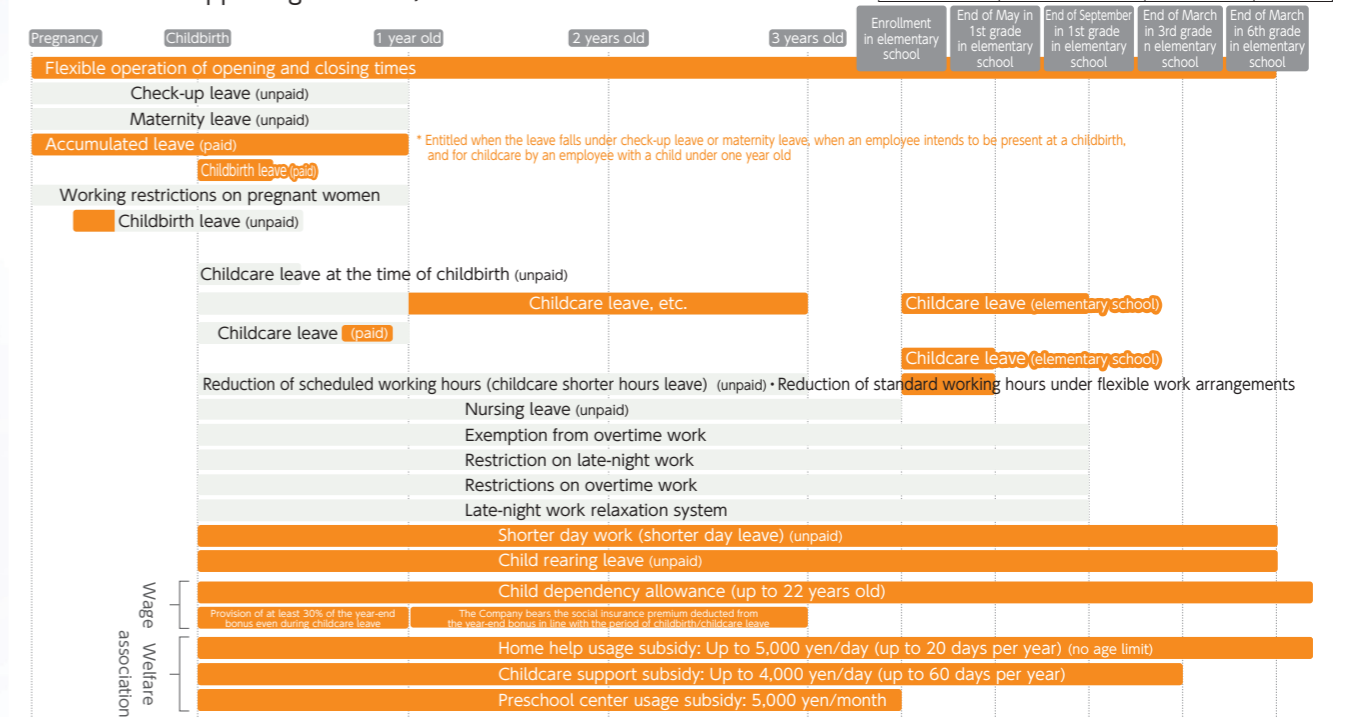 Pregnancy
Childbirth
1 year old
2 years old
3 years old
Enrollment
in elementary
school
End of May in
1st grade
in elementary
school
End of September
in 1st grade
in elementary
school
End of March
in 3rd grade
n elementary
school
End of March
in 6th grade
in elementary
school
Flexible operation of opening and closing times
Check-up leave (unpaid)
Maternity leave (unpaid)
Accumulated leave (paid)
* Entitled when the leave falls under check-up leave or maternity leave, when an employee intends to be present at a childbirth,
and for childcare by an employee with a child under one year old
Childbirth leave (paid)
Working restrictions on pregnant women
Childbirth leave (unpaid)
Childcare leave at the time of childbirth (unpaid)
Childcare leave, etc.
Childcare leave (elementary school)
Childcare leave (paid)
Childcare leave (elementary school)
Reduction of scheduled working hours (childcare shorter hours leave) (unpaid)・Reduction of standard working hours under flexible work arrangements
Nursing leave (unpaid)
Exemption from overtime work
Restriction on late-night work
Restrictions on overtime work
Late-night work relaxation system
Shorter day work (shorter day leave) (unpaid)
Child rearing leave (unpaid)
Wage
Child dependency allowance (up to 22 years old)
Provision of at least 30% of the year-end
bonus even during childcare leave
The Company bears the social insurance premium deducted from
the year-end bonus in line with the period of childbirth/childcare leave
Welfare
association
Home help usage subsidy: Up to 5,000 yen/day (up to 20 days per year) (no age limit)
Childcare support subsidy: Up to 4,000 yen/day (up to 60 days per year)
Preschool center usage subsidy: 5,000 yen/month